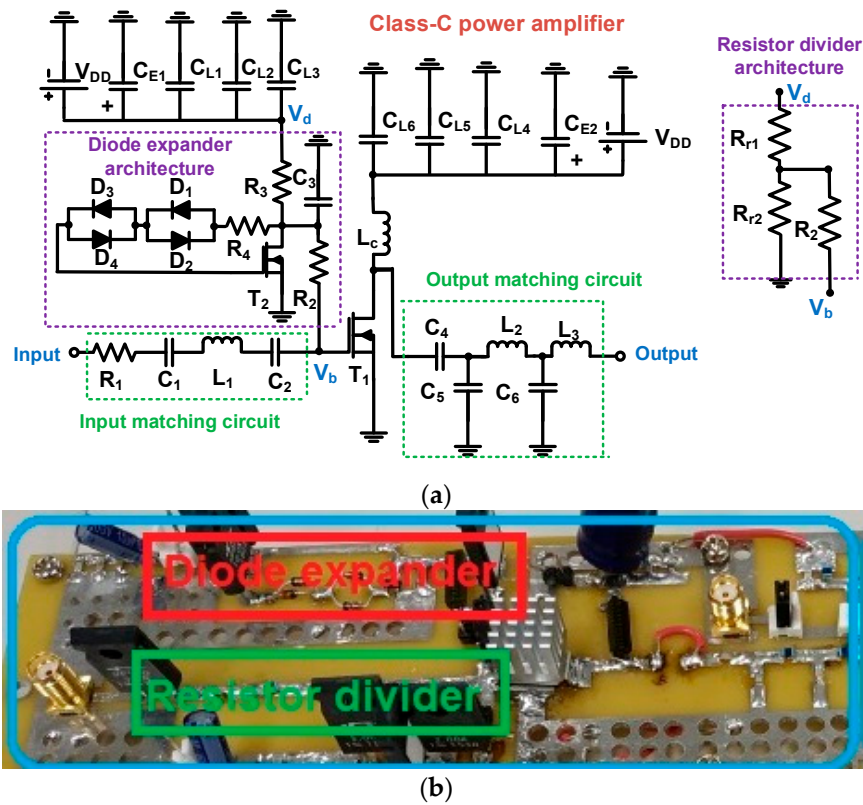 Class-C power amplifier
V_DD
C_E1
C_L1
C_L2
C_L3
+
+
V_d
C_L6
C_L5
C_L4
C_E2
+
+
V_DD
Resistor divider
architecture
V_d
R_r1
R_r2
R_2
V_b
Diode expander
architecture
D_3
D_1
D_4
D_2
R_4
R_3
C_3
T_2
R_2
L_c
Input
R_1
C_1
L_1
C_2
V_b
T_1
Input matching circuit
Output matching circuit
C_4
L_2
L_3
C_5
C_6
Output
(a)
Diode expander
Resistor divider
(b)